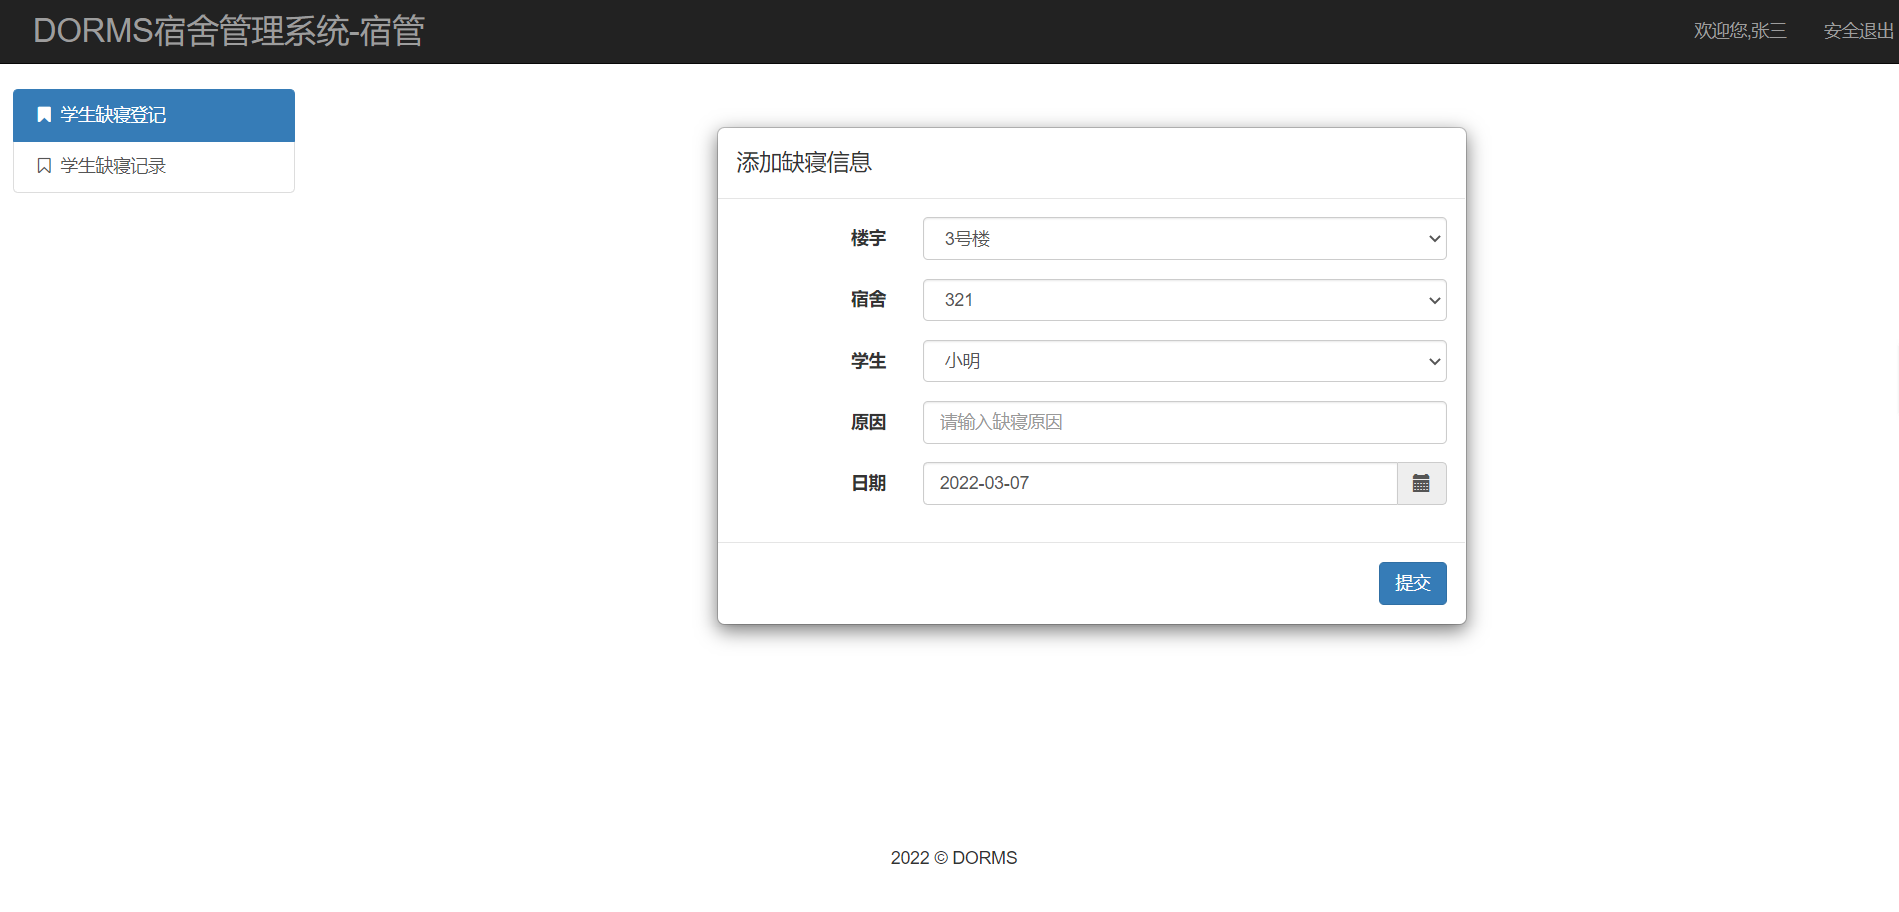 DORMS宿舍管理系统-宿管
欢迎您,张三
安全退出
学生缺寝登记
学生缺寝记录
添加缺寝信息
楼宇
3号楼
宿舍
321
学生
小明
原因
请输入缺寝原因
日期
2022-03-07
提交
2022 © DORMS